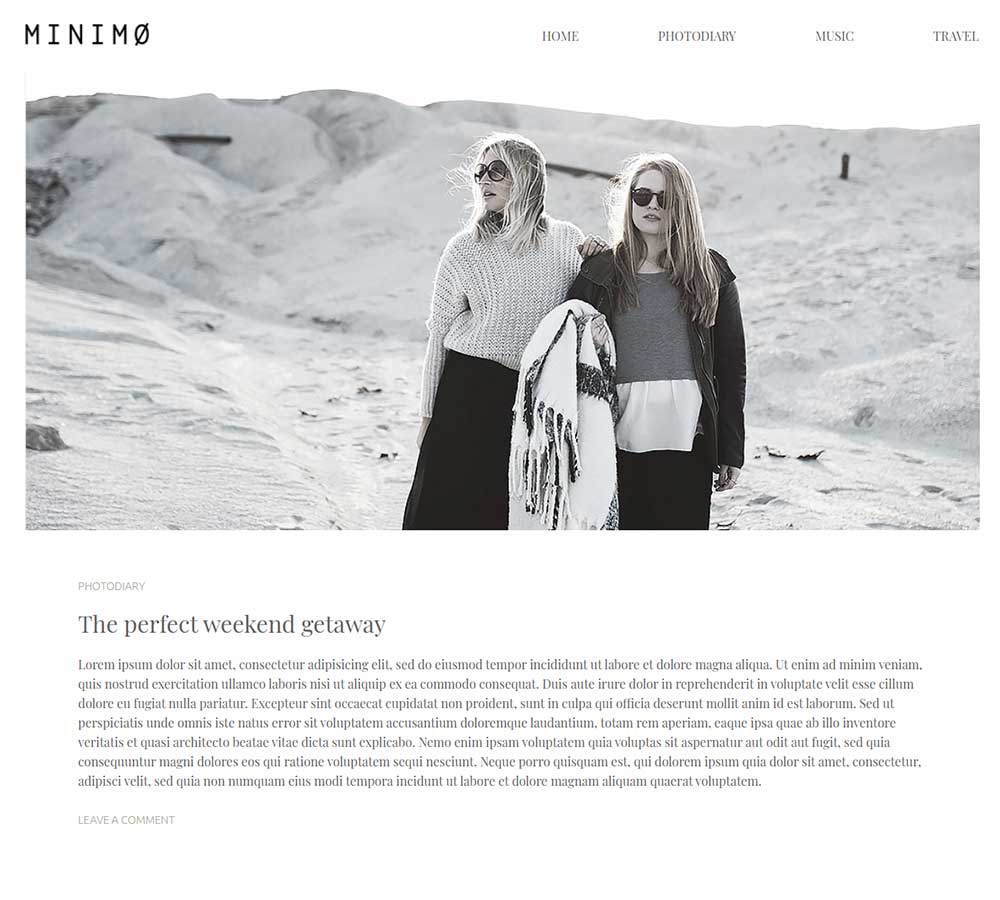 MINIMØ
HOME PHOTODIARY MUSIC TRAVEL
PHOTODIARY
The perfect weekend getaway
Lorem ipsum dolor sit amet, consectetur adipisicing elit, sed do eiusmod tempor incididunt ut labore et dolore magna aliqua. Ut enim ad minim veniam,
quis nostrud exercitation ullamco laboris nisi ut aliquip ex ea commodo consequat. Duis aute irure dolor in reprehenderit in voluptate velit esse cillum
dolore eu fugiat nulla pariatur. Excepteur sint occaecat cupidatat non proident, sunt in culpa qui officia deserunt mollit anim id est laborum. Sed ut
perspiciatis unde omnis iste natus error sit voluptatem accusantium doloremque laudantium, totam rem aperiam, eaque ipsa quae ab illo inventore
veritatis et quasi architecto beatae vitae dicta sunt explicabo. Nemo enim ipsam voluptatem quia voluptas sit aspernatur aut odit aut fugit, sed quia
consequuntur magni dolores eos qui ratione voluptatem sequi nesciunt. Neque porro quisquam est, qui dolorem ipsum quia dolor sit amet, consectetur,
adipisci velit, sed quia non numquam eius modi tempora incidunt ut labore et dolore magnam aliquam quaerat voluptatem.
LEAVE A COMMENT